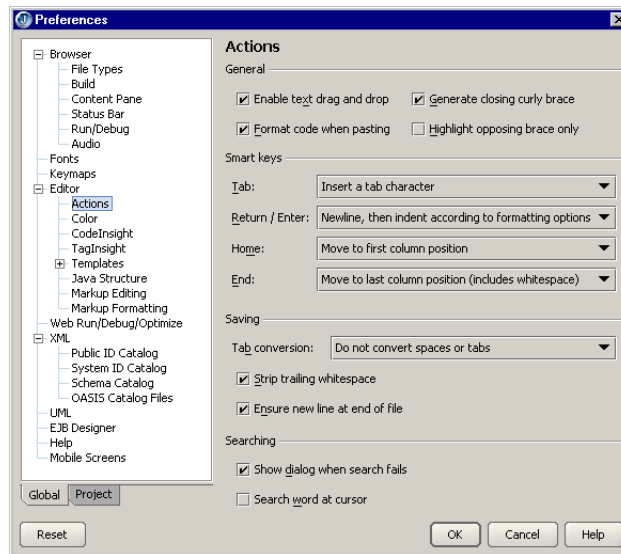 Preferences
Browser
File Types
Build
Content Pane
Status Bar
Run/Debug
Audio
Fonts
Keymaps
Editor
Actions
Color
CodeInsight
TagInsight
Templates
Java Structure
Markup Editing
Markup Formatting
Web Run/Debug/Optimize
XML
Public ID Catalog
System ID Catalog
Schema Catalog
OASIS Catalog Files
UML
EJB Designer
Help
Mobile Screens
Global Project
Actions
General
Enable text drag and drop Generate closing curly brace
Format code when pasting Highlight opposing brace only
Smart keys
Tab: Insert a tab character
Return / Enter: Newline, then indent according to formatting options
Home: Move to first column position
End: Move to last column position (includes whitespace)
Saving
Tab conversion: Do not convert spaces or tabs
Strip trailing whitespace
Ensure new line at end of file
Searching
Show dialog when search fails
Search word at cursor
Reset OK Cancel Help